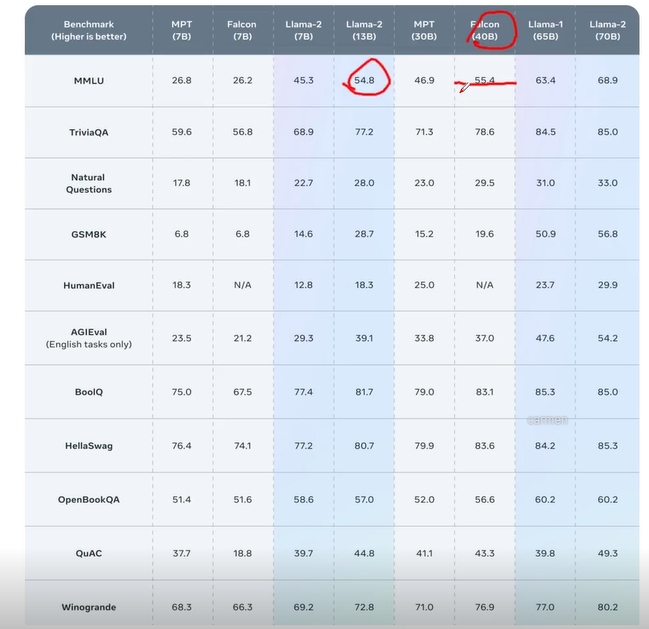 Benchmark MPT Falcon Llama-2 Llama-2 MPT Falcon Llama-1 Llama-2
(Higher is better) (7B) (7B) (7B) (13B) (30B) (40B) (65B) (70B)
MMLU 26.8 26.2 45.3 54.8 46.9 55.4 63.4 68.9
TriviaQA 59.6 56.8 68.9 77.2 71.3 78.6 84.5 85.0
Natural
Questions 17.8 18.1 22.7 28.0 23.0 29.5 31.0 33.0
GSM8K 6.8 6.8 14.6 28.7 15.2 19.6 50.9 56.8
HumanEval 18.3 N/A 12.8 18.3 25.0 N/A 23.7 29.9
AGIEval
(English tasks only) 23.5 21.2 29.3 39.1 33.8 37.0 47.6 54.2
BoolQ 75.0 67.5 77.4 81.7 79.0 83.1 85.3 85.0
carmen
HellaSwag 76.4 74.1 77.2 80.7 79.9 83.6 84.2 85.3
OpenBookQA 51.4 51.6 58.6 57.0 52.0 56.6 60.2 60.2
QuAC 37.7 18.8 39.7 44.8 41.1 43.3 39.8 49.3
Winogrande 68.3 66.3 69.2 72.8 71.0 76.9 77.0 80.2